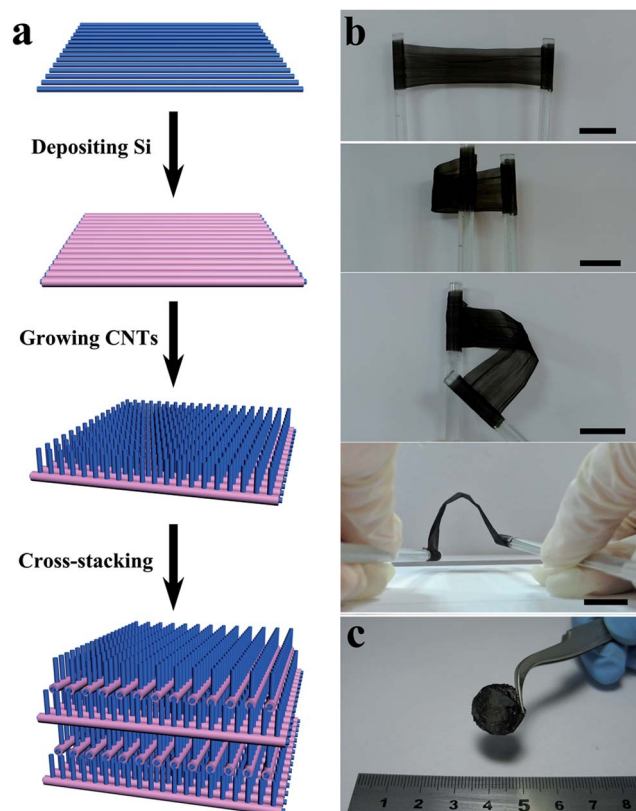 a
Depositing Si
Growing CNTs
Cross-stacking
b
c
1 2 3 4 5 6 7 8